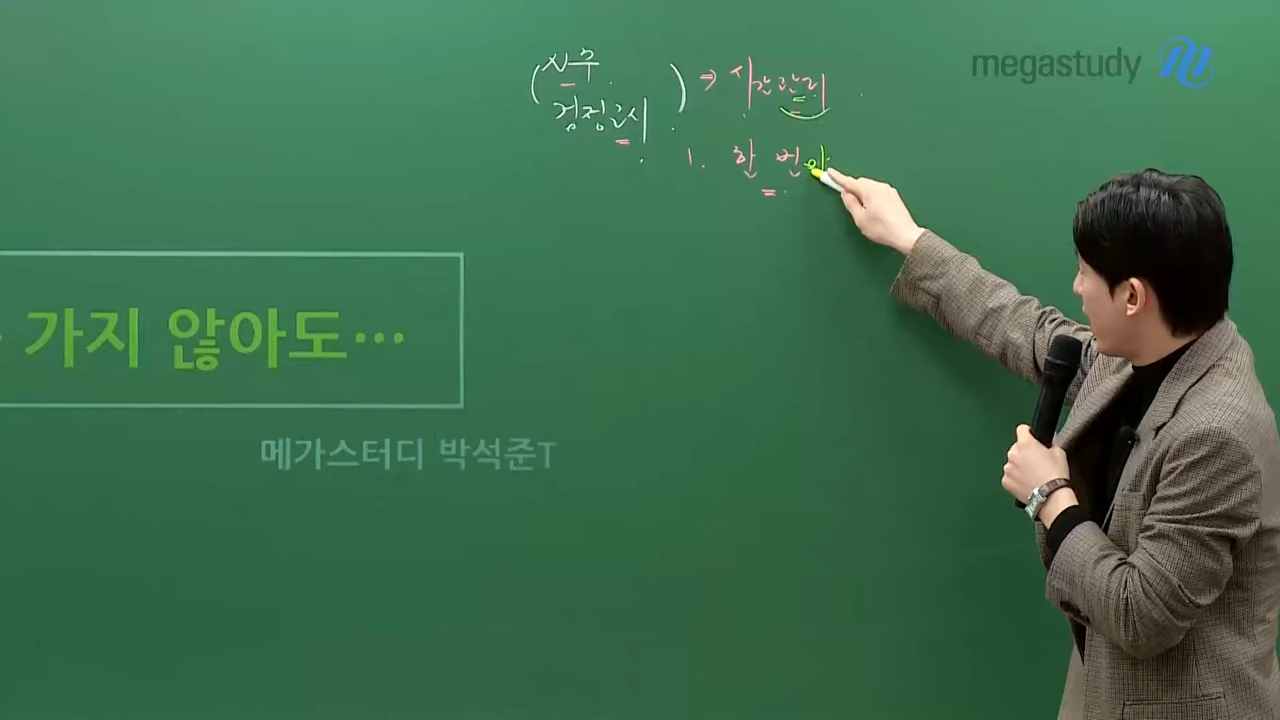 megastudy
(사수
검정고시) ⇒ 시간관리
1. 한 번에
가지 않아도…
메가스터디 박석준T